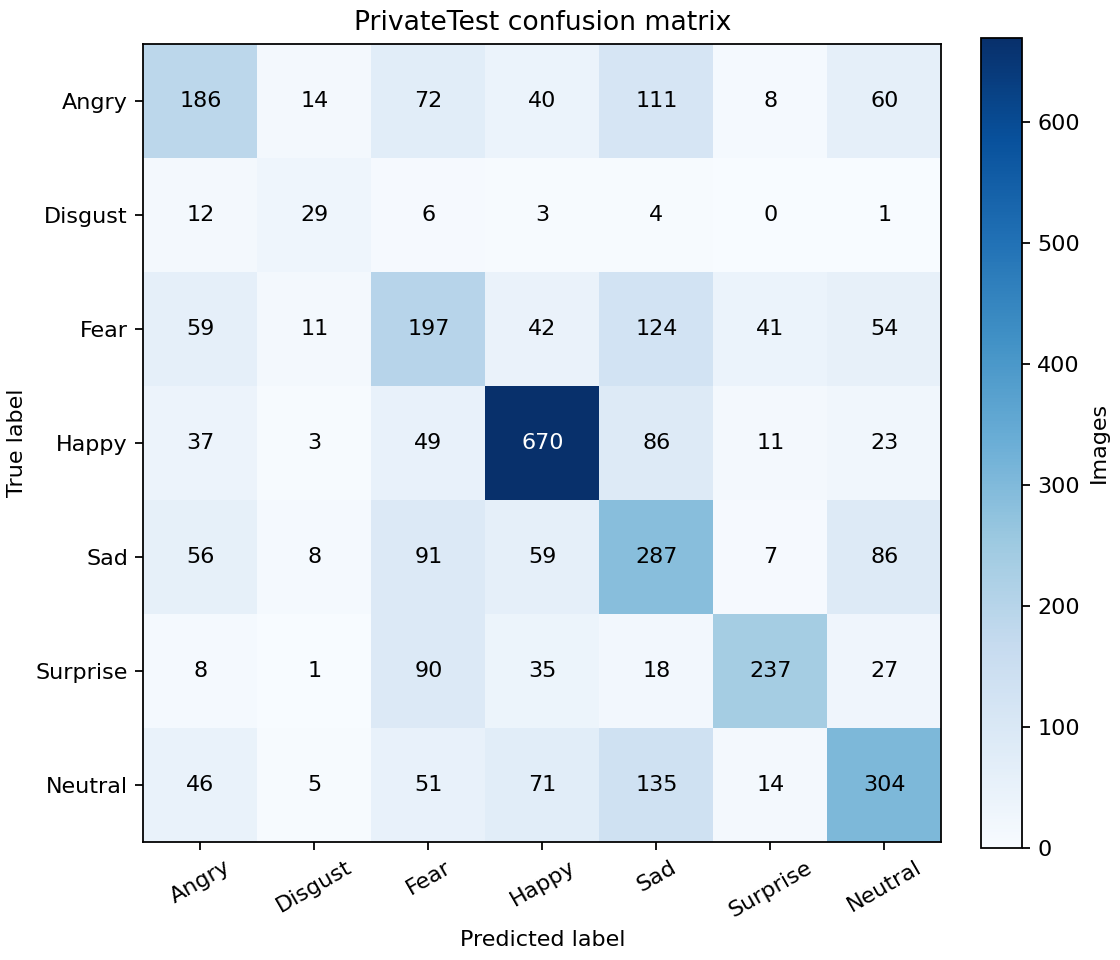 PrivateTest confusion matrix
Angry 186 14 72 40 111 8 60
Disgust 12 29 6 3 4 0 1
Fear 59 11 197 42 124 41 54
Happy 37 3 49 670 86 11 23
Sad 56 8 91 59 287 7 86
Surprise 8 1 90 35 18 237 27
Neutral 46 5 51 71 135 14 304
Angry Disgust Fear Happy Sad Surprise Neutral
Predicted label
True label
600
500
400
300
200
100
0
Images